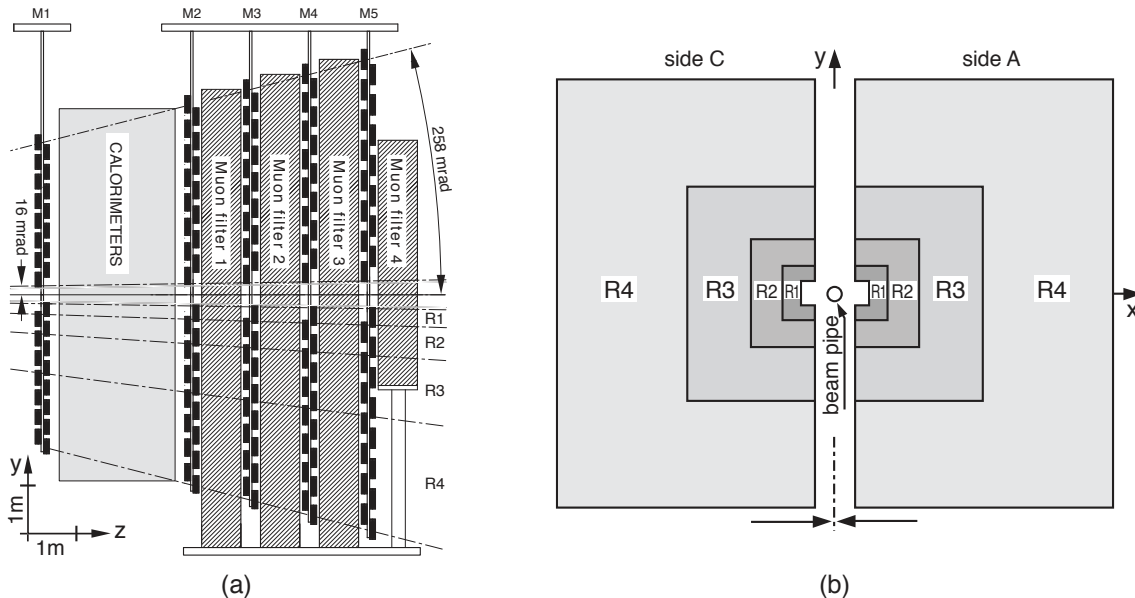 M1
M2
M3
M4
M5
CALORIMETERS
Muon filter 1
Muon filter 2
Muon filter 3
Muon filter 4
258 mrad
16 mrad
R1
R2
R3
R4
y
1m
1m
z
(a)
side C
y
side A
R4
R3
R2
R1
R1
R2
R3
R4
x
beam pipe
(b)